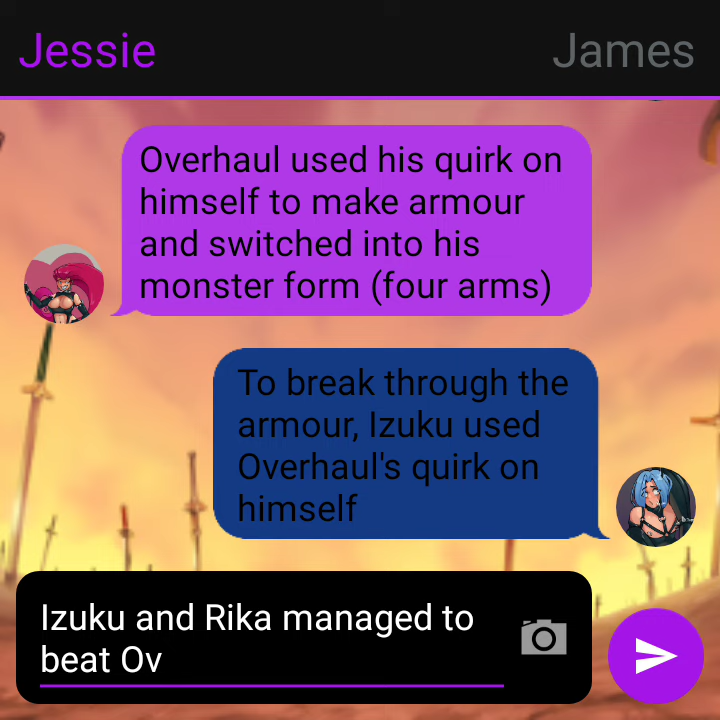 Jessie James
Overhaul used his quirk on
himself to make armour
and switched into his
monster form (four arms)
To break through the
armour, Izuku used
Overhaul's quirk on
himself
Izuku and Rika managed to
beat Ov